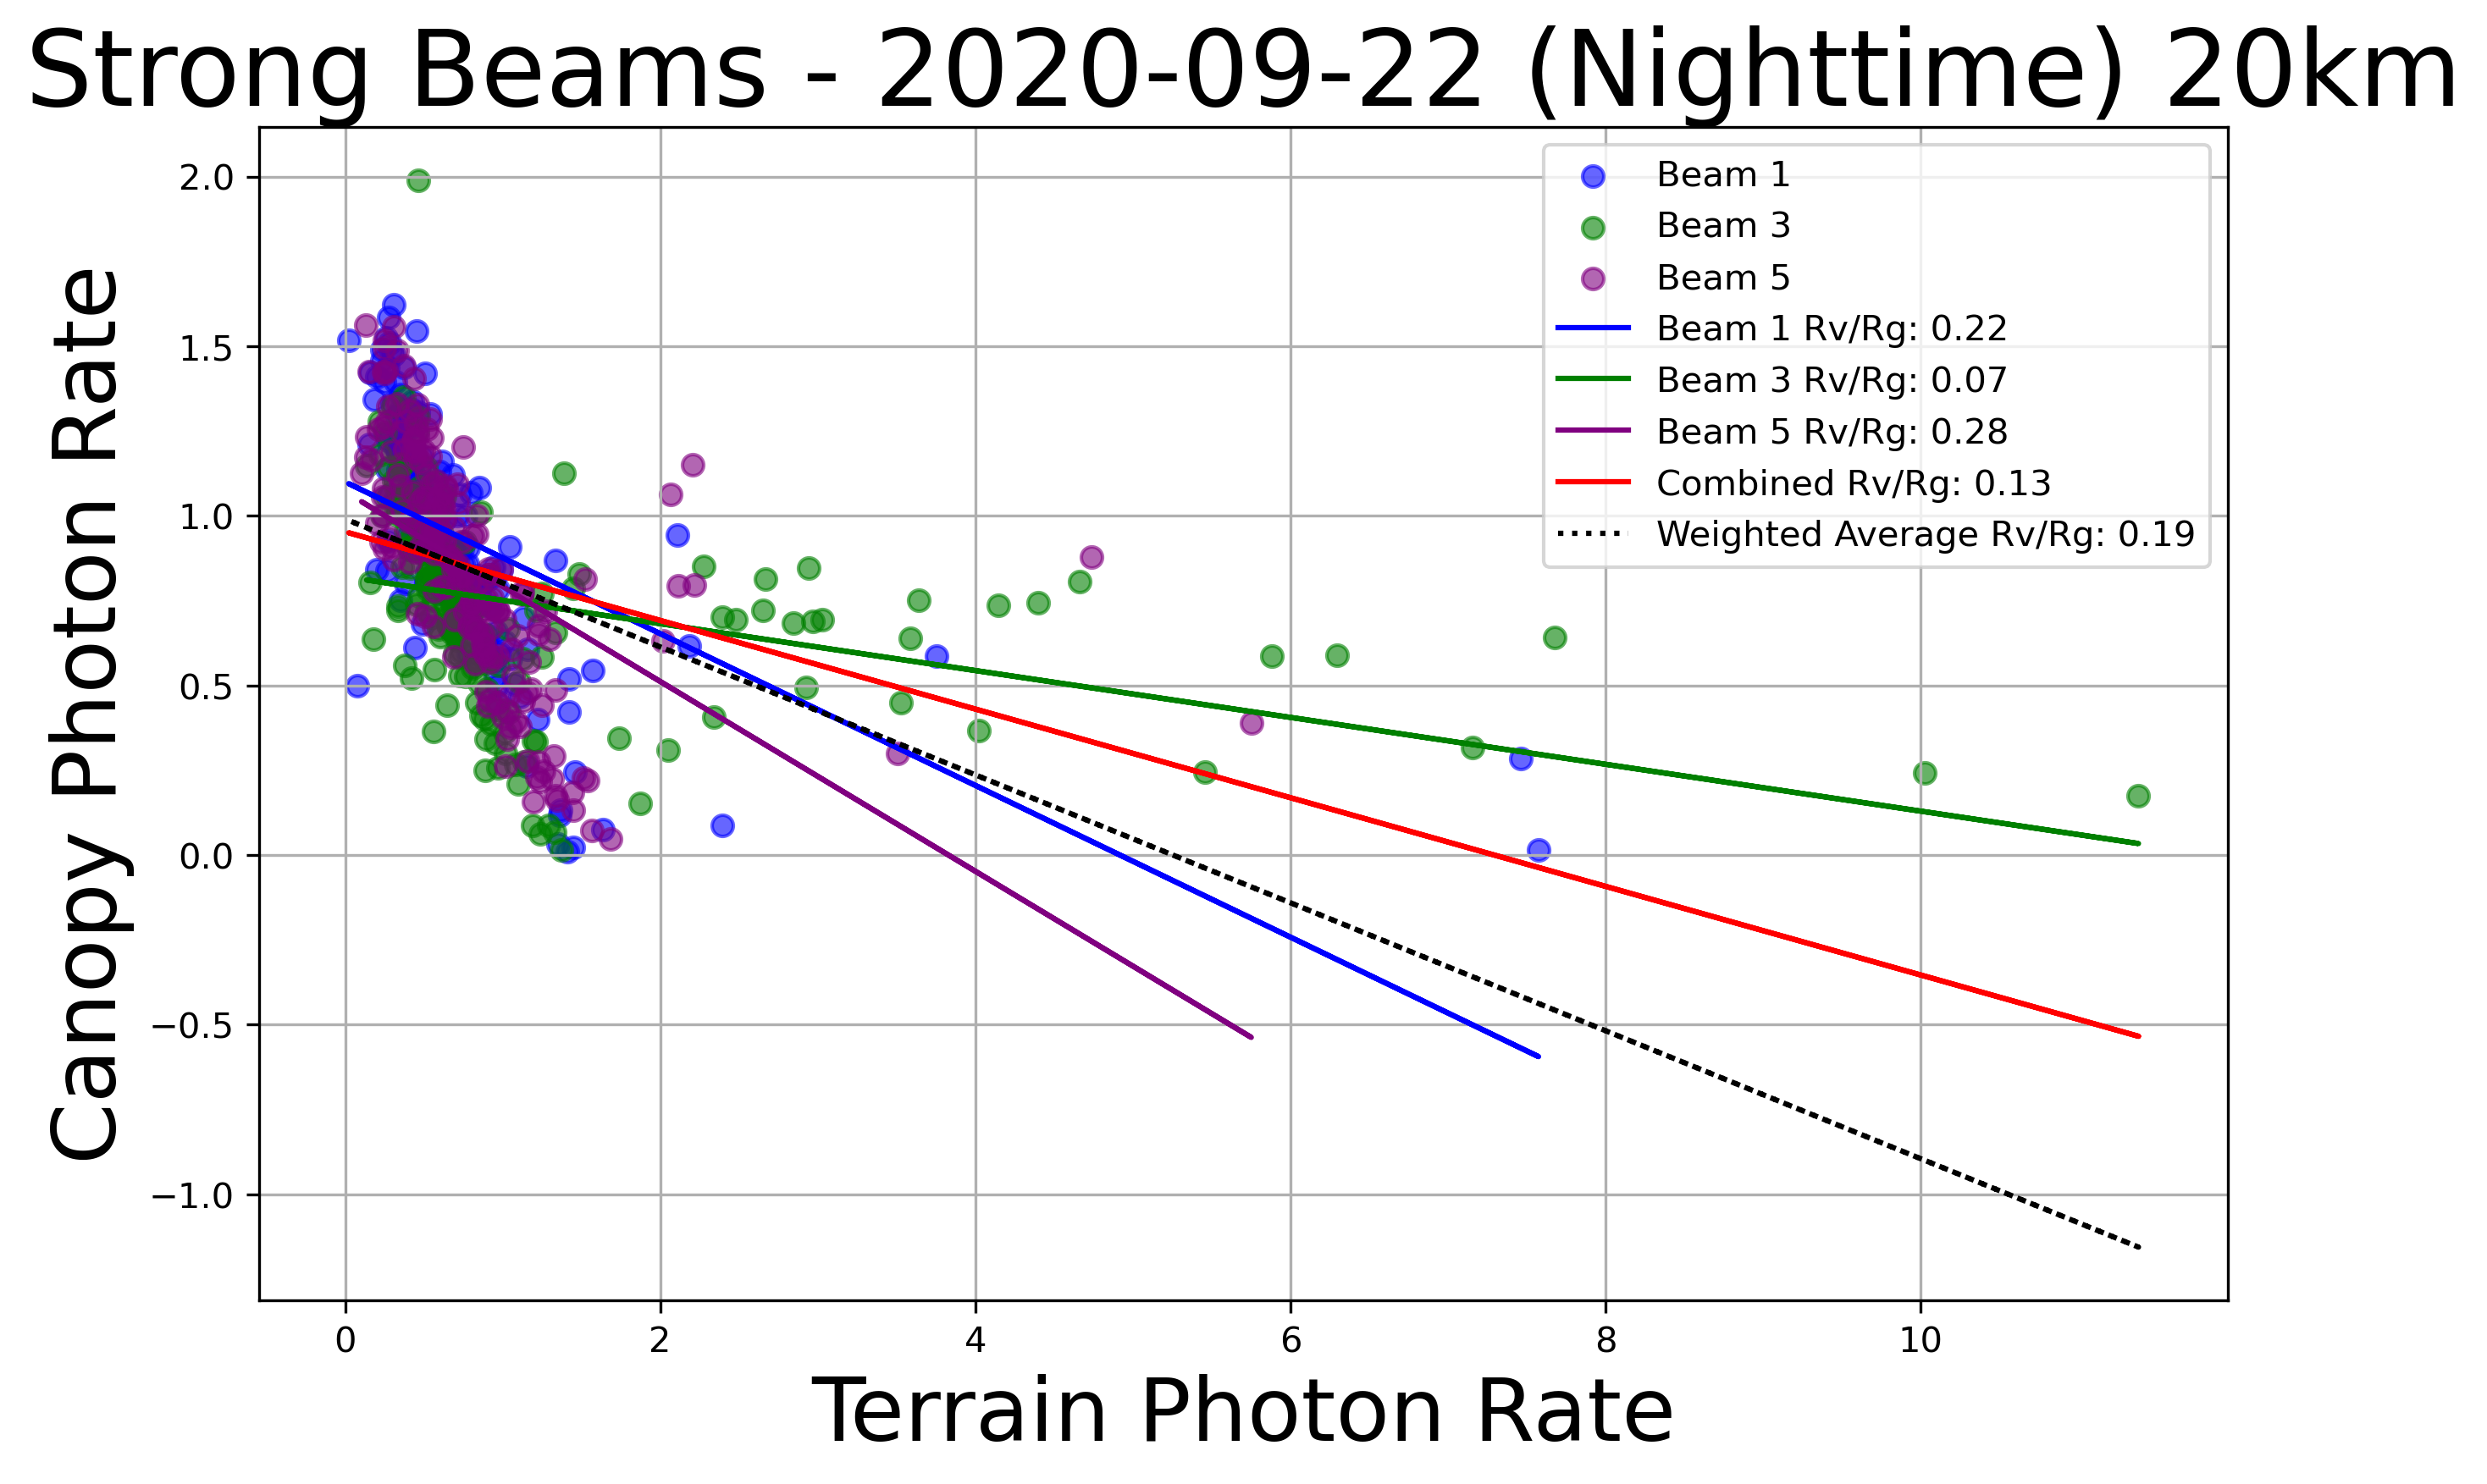 Strong Beams - 2020-09-22 (Nighttime) 20km
Canopy Photon Rate
2.0
1.5
1.0
0.5
0.0
−0.5
−1.0
Beam 1
Beam 3
Beam 5
Beam 1 Rv/Rg: 0.22
Beam 3 Rv/Rg: 0.07
Beam 5 Rv/Rg: 0.28
Combined Rv/Rg: 0.13
Weighted Average Rv/Rg: 0.19
0 2 4 6 8 10
Terrain Photon Rate